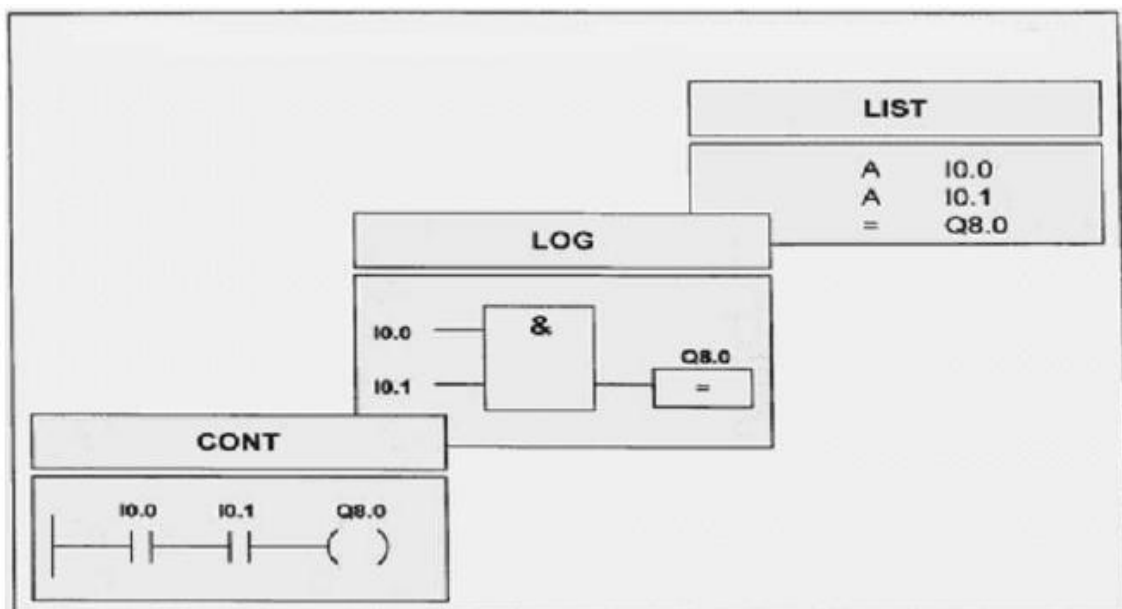 LIST
A I0.0
A I0.1
= Q8.0
LOG
I0.0
&
I0.1
Q8.0
=
CONT
I0.0 I0.1 Q8.0